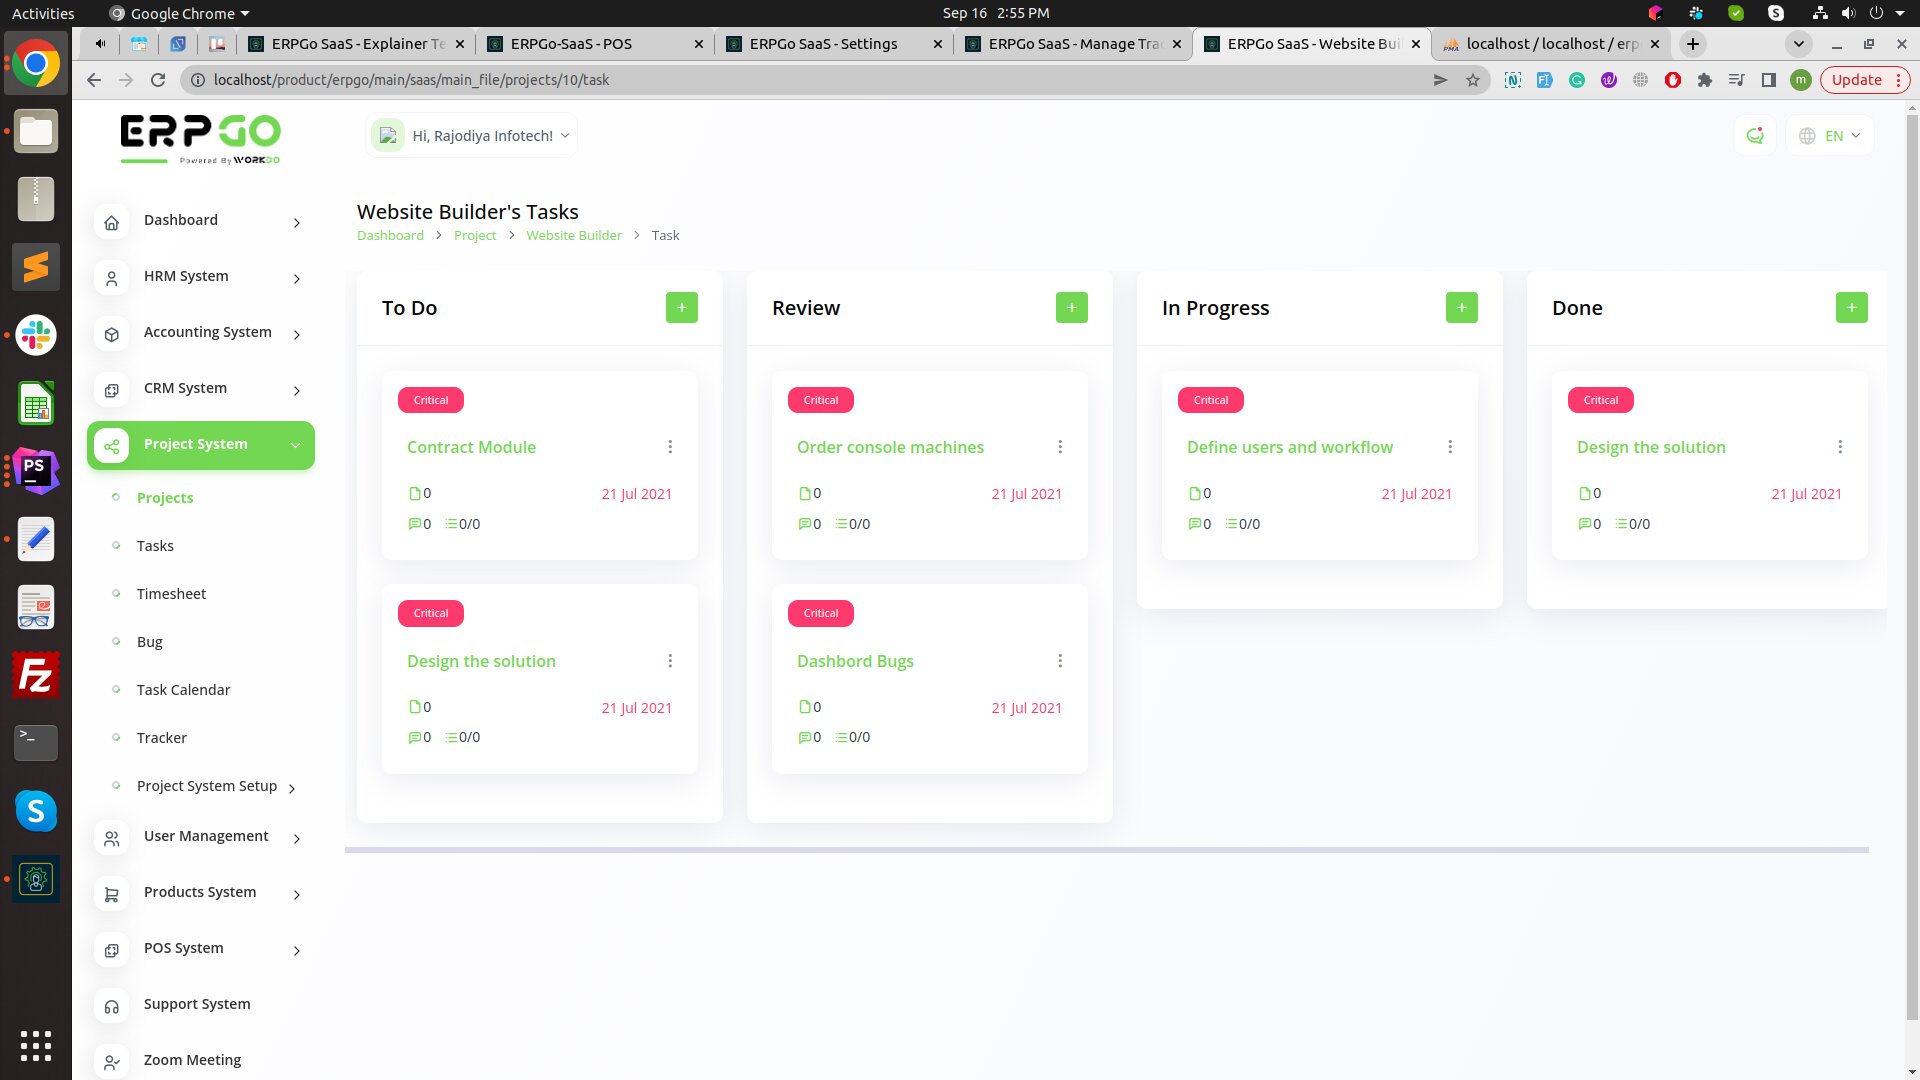 Activities
Google Chrome
Sep 16 2:55 PM
ERPGo SaaS - Explainer Te
ERPGo-SaaS - POS
ERPGo SaaS - Settings
ERPGo SaaS - Manage Tra
ERPGo SaaS - Website Buil
localhost / localhost / erp
localhost/product/erpgo/main/saas/main_file/projects/10/task
m
Update
ERPGO
Powered By WORKDO
Hi, Rajodiya Infotech!
EN
Dashboard
HRM System
Accounting System
CRM System
Project System
Projects
Tasks
Timesheet
Bug
Task Calendar
Tracker
Project System Setup
User Management
Products System
POS System
Support System
Zoom Meeting
Website Builder's Tasks
Dashboard > Project > Website Builder > Task
To Do
Critical
Contract Module
0
21 Jul 2021
0 0/0
Critical
Design the solution
0
21 Jul 2021
0 0/0
Review
Critical
Order console machines
0
21 Jul 2021
0 0/0
Critical
Dashbord Bugs
0
21 Jul 2021
0 0/0
In Progress
Critical
Define users and workflow
0
21 Jul 2021
0 0/0
Done
Critical
Design the solution
0
21 Jul 2021
0 0/0